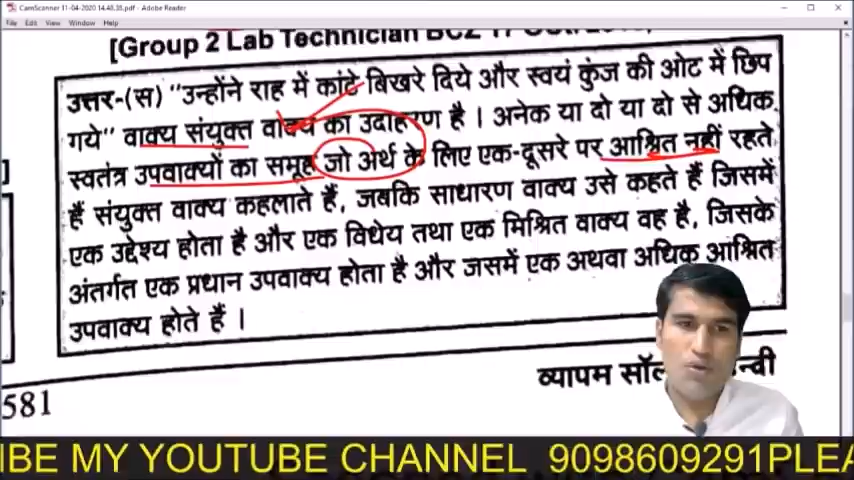 CamScanner 11-04-2020 14.48.38.pdf - Adobe Reader
File Edit View Window Help
[Group 2 Lab Technician BCZ 17
उत्तर-(स) "उन्होंने राह में कांटे बिखरे दिये और स्वयं कुंज की ओट में छिप
गये" वाक्य संयुक्त वाक्य का उदाहरण है । अनेक या दो या दो से अधिक
स्वतंत्र उपवाक्यों का समूह जो अर्थ के लिए एक-दूसरे पर आश्रित नहीं रहते
हैं संयुक्त वाक्य कहलाते हैं, जबकि साधारण वाक्य उसे कहते हैं जिसमें
एक उद्देश्य होता है और एक विधेय तथा एक मिश्रित वाक्य वह है, जिसके
अंतर्गत एक प्रधान उपवाक्य होता है और जसमें एक अथवा अधिक आश्रित
उपवाक्य होते हैं ।
581
व्यापम सॉल
न्दी
IBE MY YOUTUBE CHANNEL 9098609291PLEA